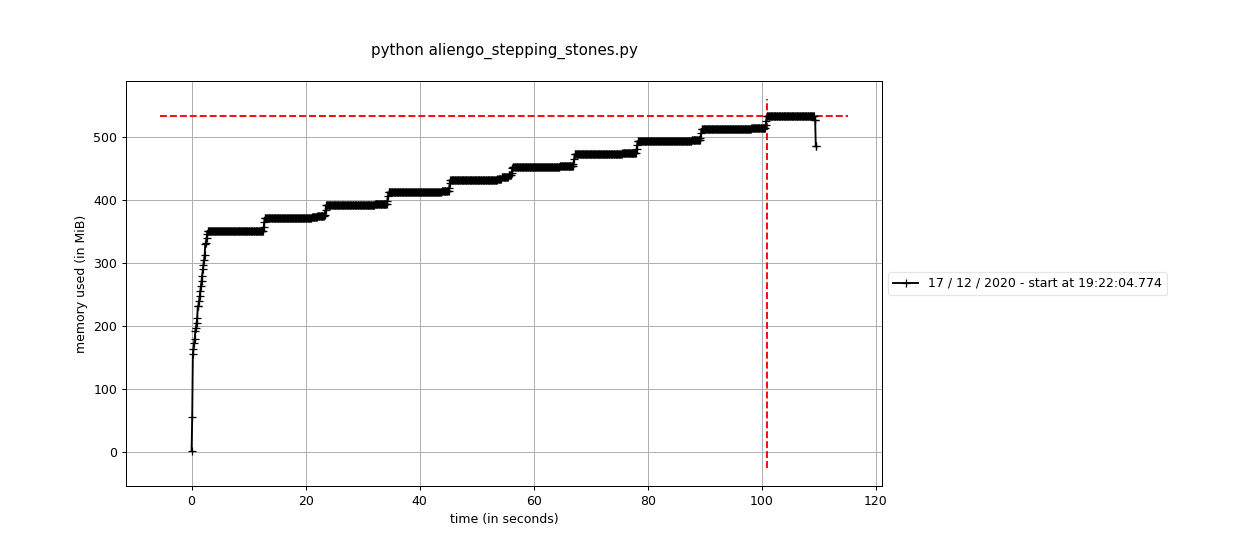 python aliengo_stepping_stones.py
memory used (in MiB)
500
400
300
200
100
0
0 20 40 60 80 100 120
time (in seconds)
17 / 12 / 2020 - start at 19:22:04.774